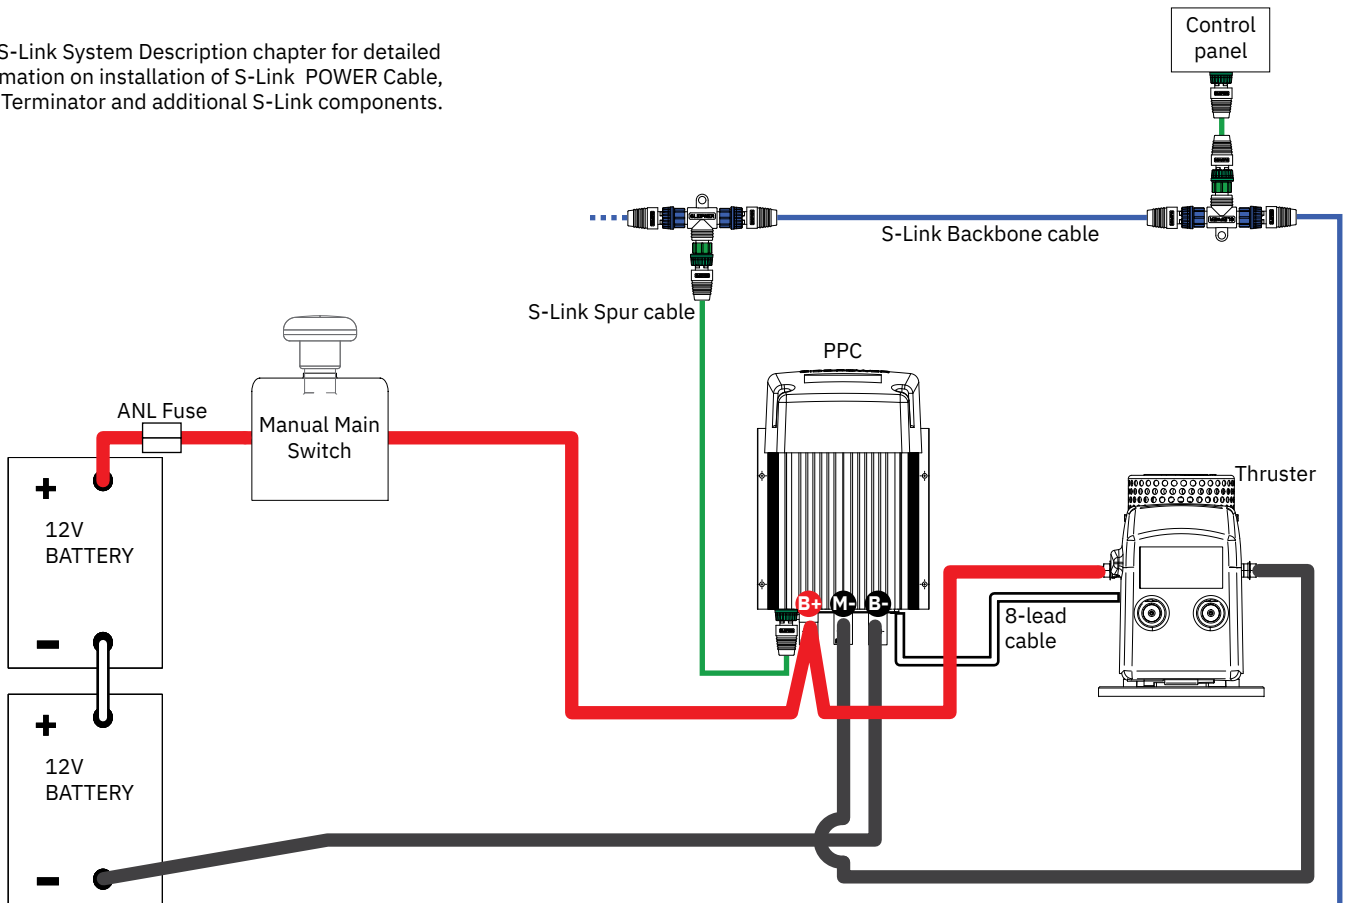 S-Link System Description chapter for detailed
mation on installation of S-Link POWER Cable,
Terminator and additional S-Link components.
Control
panel
S-Link Backbone cable
S-Link Spur cable
PPC
ANL Fuse
Manual Main
Switch
Thruster
+
12V
BATTERY
-
B+ M- B-
8-lead
cable
+
12V
BATTERY
-